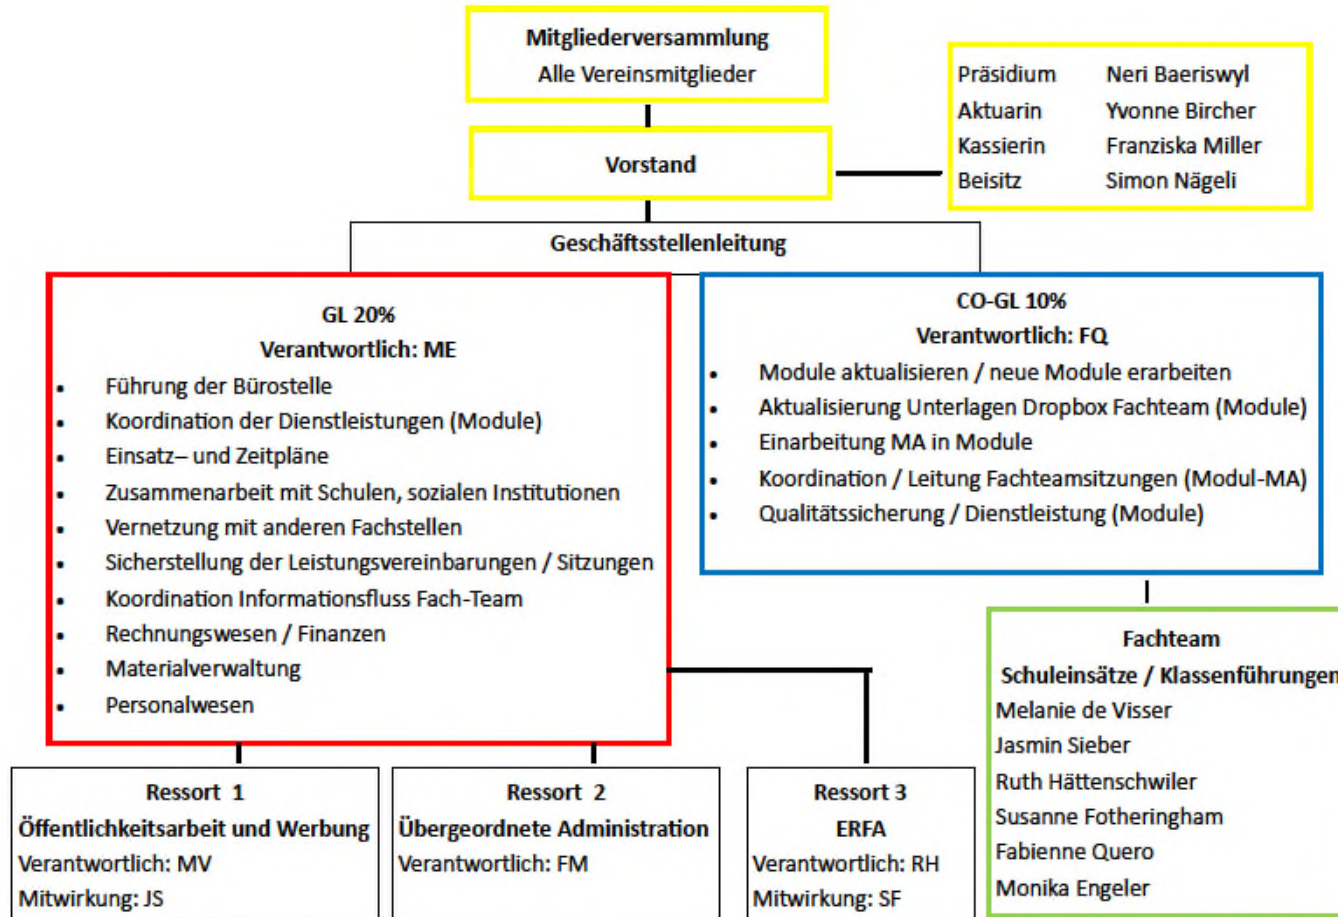 Mitgliederversammlung
Alle Vereinsmitglieder
Präsidium Neri Baeriswyl
Aktuarin Yvonne Bircher
Kassierin Franziska Miller
Beisitz Simon Nägeli
Vorstand
Geschäftsstellenleitung
GL 20%
Verantwortlich: ME
• Führung der Bürostelle
• Koordination der Dienstleistungen (Module)
• Einsatz– und Zeitpläne
• Zusammenarbeit mit Schulen, sozialen Institutionen
• Vernetzung mit anderen Fachstellen
• Sicherstellung der Leistungsvereinbarungen / Sitzungen
• Koordination Informationsfluss Fach-Team
• Rechnungswesen / Finanzen
• Materialverwaltung
• Personalwesen
CO-GL 10%
Verantwortlich: FQ
• Module aktualisieren / neue Module erarbeiten
• Aktualisierung Unterlagen Dropbox Fachteam (Module)
• Einarbeitung MA in Module
• Koordination / Leitung Fachteamsitzungen (Modul-MA)
• Qualitätssicherung / Dienstleistung (Module)
Fachteam
Schuleinsätze / Klassenführungen
Melanie de Visser
Jasmin Sieber
Ruth Hättenschwiler
Susanne Fotheringham
Fabienne Quero
Monika Engeler
Ressort 1
Öffentlichkeitsarbeit und Werbung
Verantwortlich: MV
Mitwirkung: JS
Ressort 2
Übergeordnete Administration
Verantwortlich: FM
Ressort 3
ERFA
Verantwortlich: RH
Mitwirkung: SF